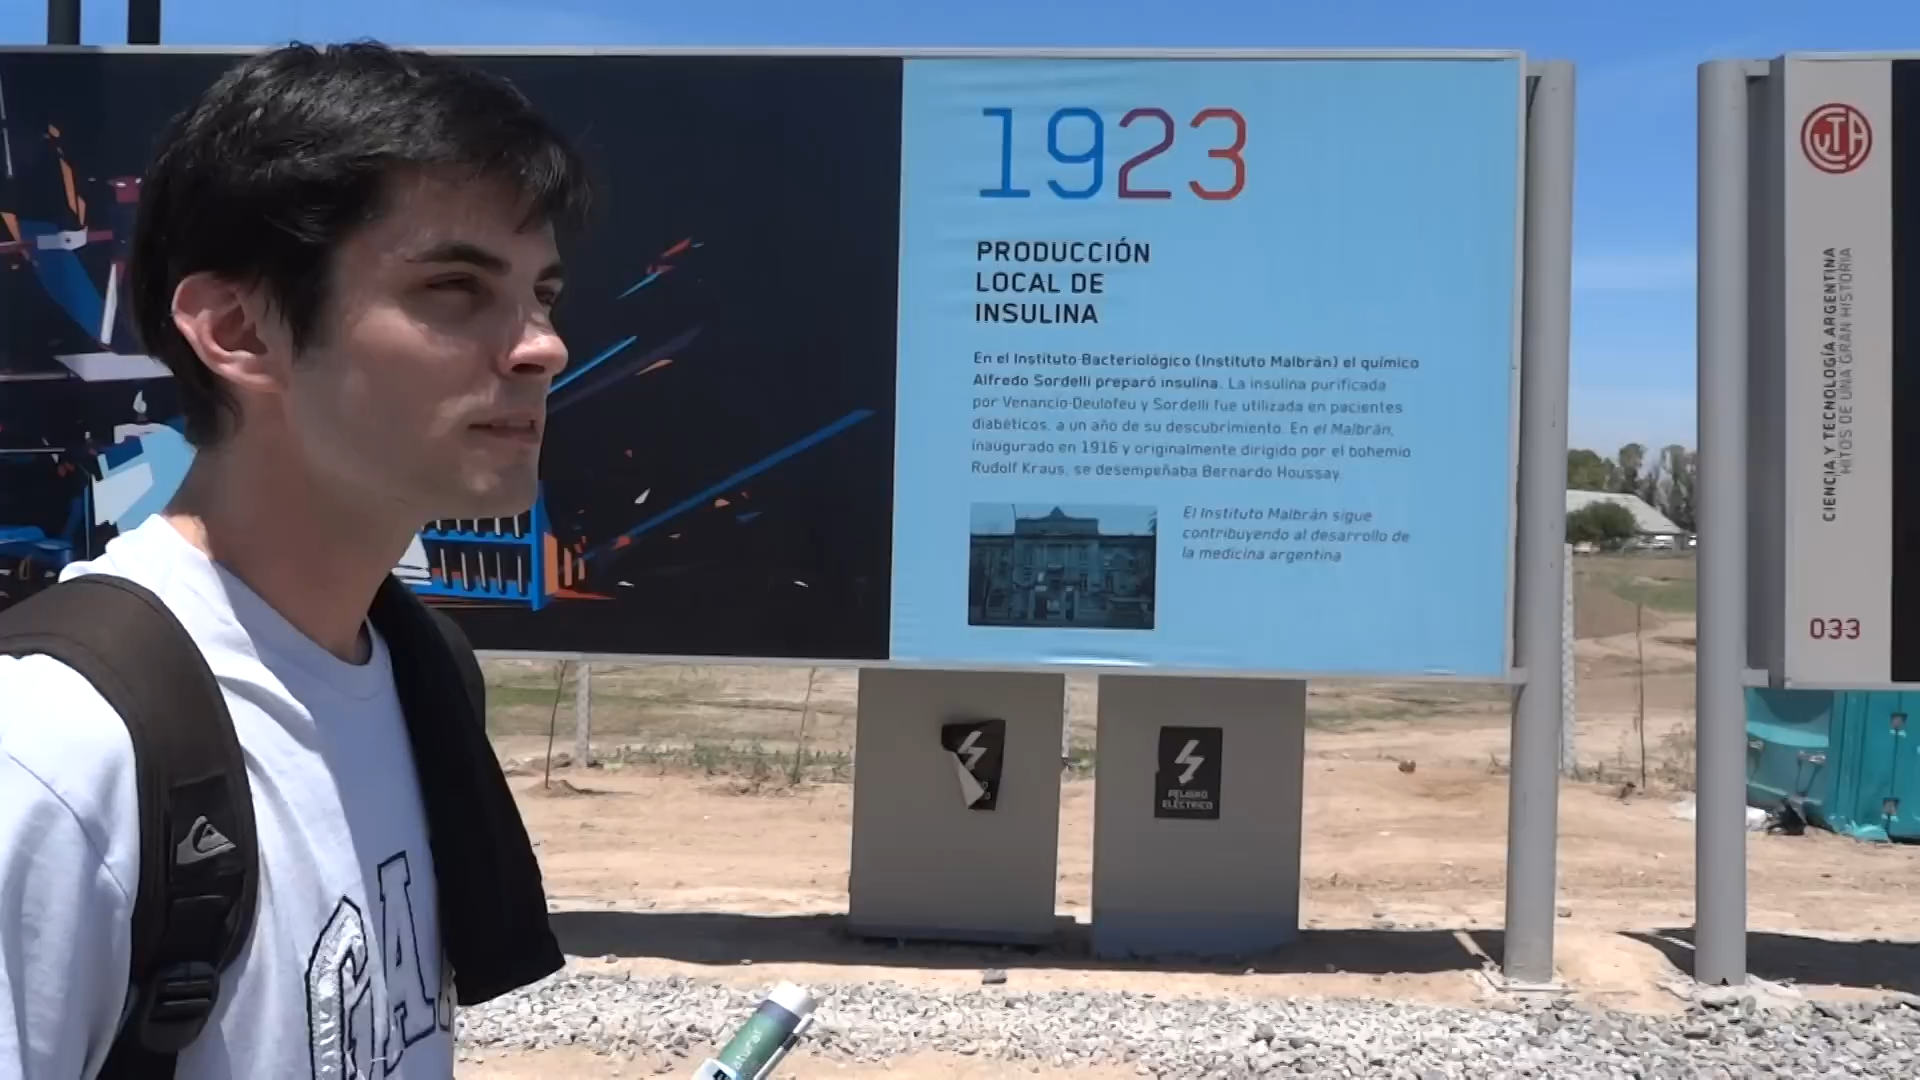 1923
PRODUCCIÓN
LOCAL DE
INSULINA
En el Instituto Bacteriológico (Instituto Malbrán) el químico
Alfredo Sordelli preparó insulina. La insulina purificada
por Venancio Deulofeu y Sordelli fue utilizada en pacientes
diabéticos, a un año de su descubrimiento. En el Malbrán,
inaugurado en 1916 y originalmente dirigido por el bohemio
Rudolf Kraus, se desempeñaba Bernardo Houssay.
El Instituto Malbrán sigue
contribuyendo al desarrollo de
la medicina argentina
CIENCIA Y TECNOLOGÍA ARGENTINA
HITOS DE UNA GRAN HISTORIA
033
PELIGRO
ELÉCTRICO
GA